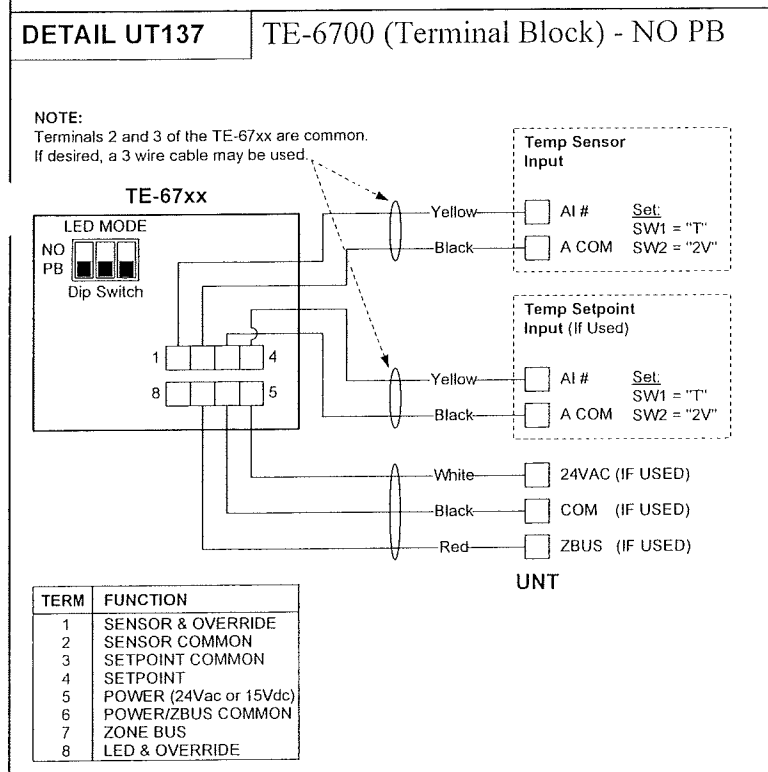 DETAIL UT137
TE-6700 (Terminal Block) - NO PB
NOTE:
Terminals 2 and 3 of the TE-67xx are common.
If desired, a 3 wire cable may be used.
TE-67xx
LED MODE
NO
PB
Dip Switch
1
4
8
5
Temp Sensor
Input
Yellow
AI #
Set:
SW1 = "T"
Black
A COM
SW2 = "2V"
Temp Setpoint
Input (If Used)
Yellow
AI #
Set:
SW1 = "T"
Black
A COM
SW2 = "2V"
White
24VAC (IF USED)
Black
COM (IF USED)
Red
ZBUS (IF USED)
UNT
TERM FUNCTION
1 SENSOR & OVERRIDE
2 SENSOR COMMON
3 SETPOINT COMMON
4 SETPOINT
5 POWER (24Vac or 15Vdc)
6 POWER/ZBUS COMMON
7 ZONE BUS
8 LED & OVERRIDE